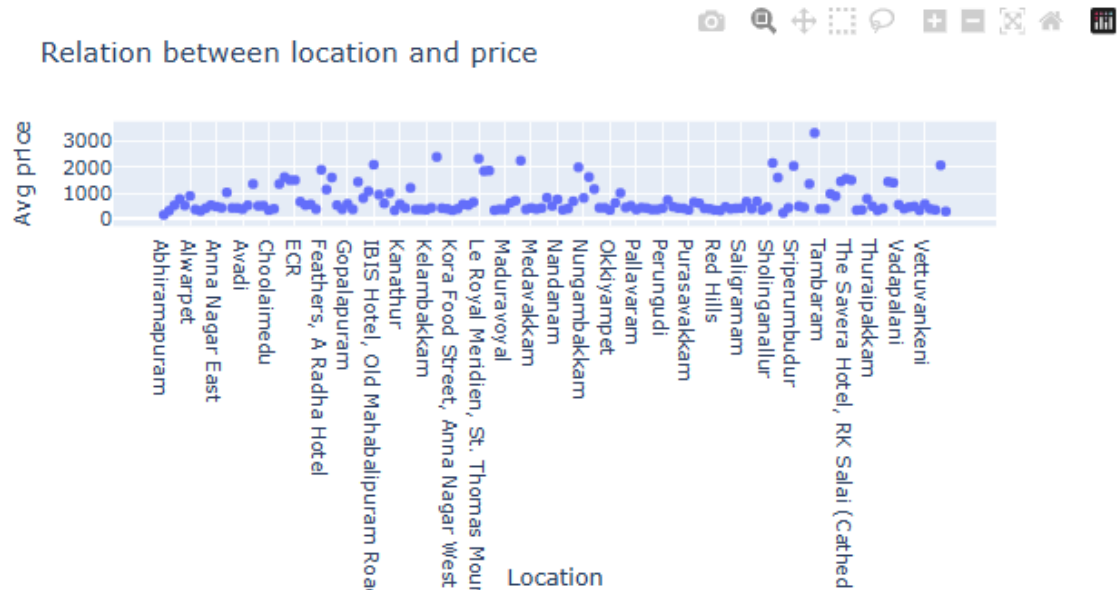 Relation between location and price
Avg price
3000
2000
1000
0
Abhiramapuram
Alwarpet
Anna Nagar East
Avadi
Choolaimedu
ECR
Feathers, A Radha Hotel
Gopalapuram
IBIS Hotel, Old Mahabalipuram Roa
Kanathur
Kelambakkam
Kora Food Street, Anna Nagar West
Le Royal Meridien, St. Thomas Moun
Maduravoyal
Medavakkam
Nandanam
Nungambakkam
Okkiyampet
Pallavaram
Perungudi
Purasavakkam
Red Hills
Saligramam
Sholinganallur
Sriperumbudur
Tambaram
The Savera Hotel, RK Salai (Cathed
Thuraipakkam
Vadapalani
Vettuvankeni
Location